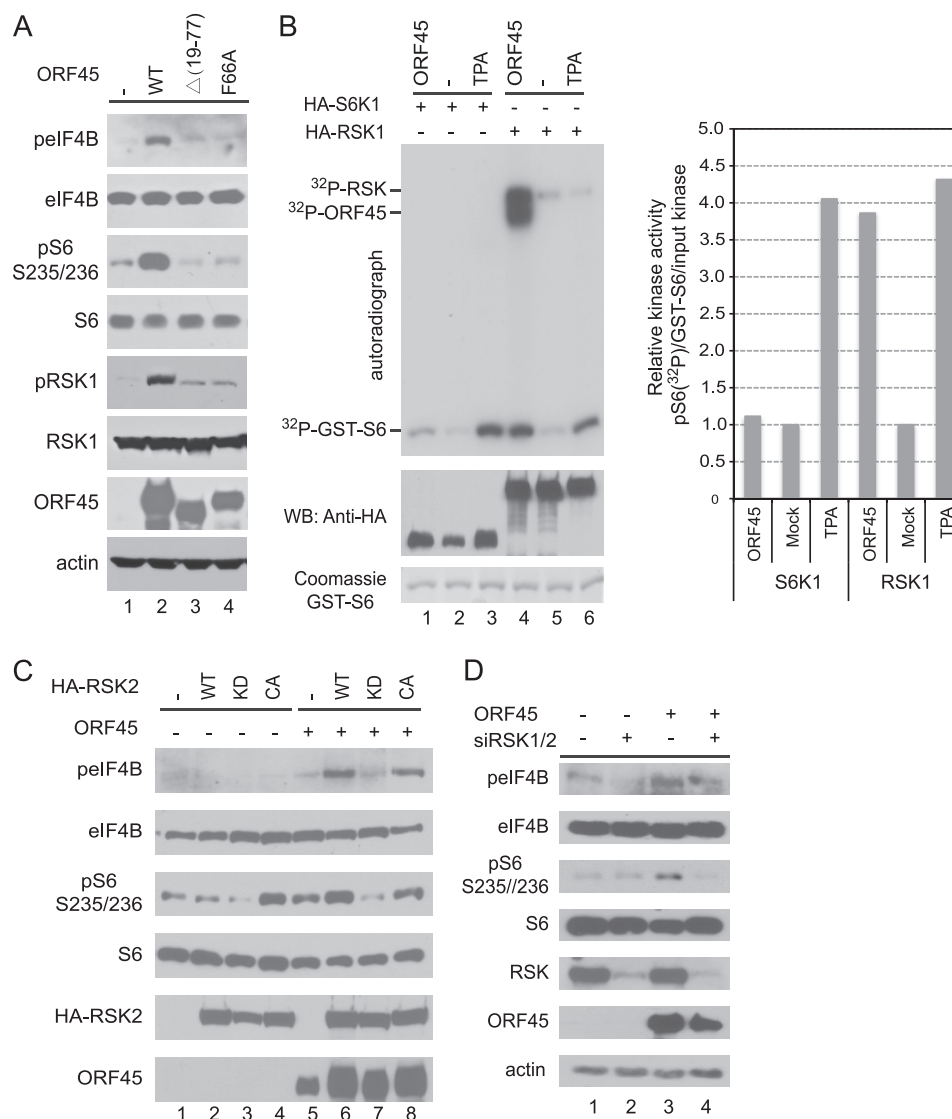 A
ORF45
-
WT
△(19-77)
F66A
peIF4B
eIF4B
pS6
S235/236
S6
pRSK1
RSK1
ORF45
actin
1 2 3 4
B
ORF45 - TPA ORF45 - TPA
HA-S6K1 + + + - - -
HA-RSK1 - - - + + +
32P-RSK
32P-ORF45
autoradiograph
32P-GST-S6
WB: Anti-HA
Coomassie
GST-S6
1 2 3 4 5 6
Relative kinase activity
pS6(32P)/GST-S6/input kinase
5.0
4.5
4.0
3.5
3.0
2.5
2.0
1.5
1.0
0.5
0
ORF45 Mock TPA ORF45 Mock TPA
S6K1 RSK1
C
HA-RSK2 - WT KD CA - WT KD CA
ORF45 - - - - + + + +
peIF4B
eIF4B
pS6
S235/236
S6
HA-RSK2
ORF45
1 2 3 4 5 6 7 8
D
ORF45 - - + +
siRSK1/2 - + - +
peIF4B
eIF4B
pS6
S235//236
S6
RSK
ORF45
actin
1 2 3 4